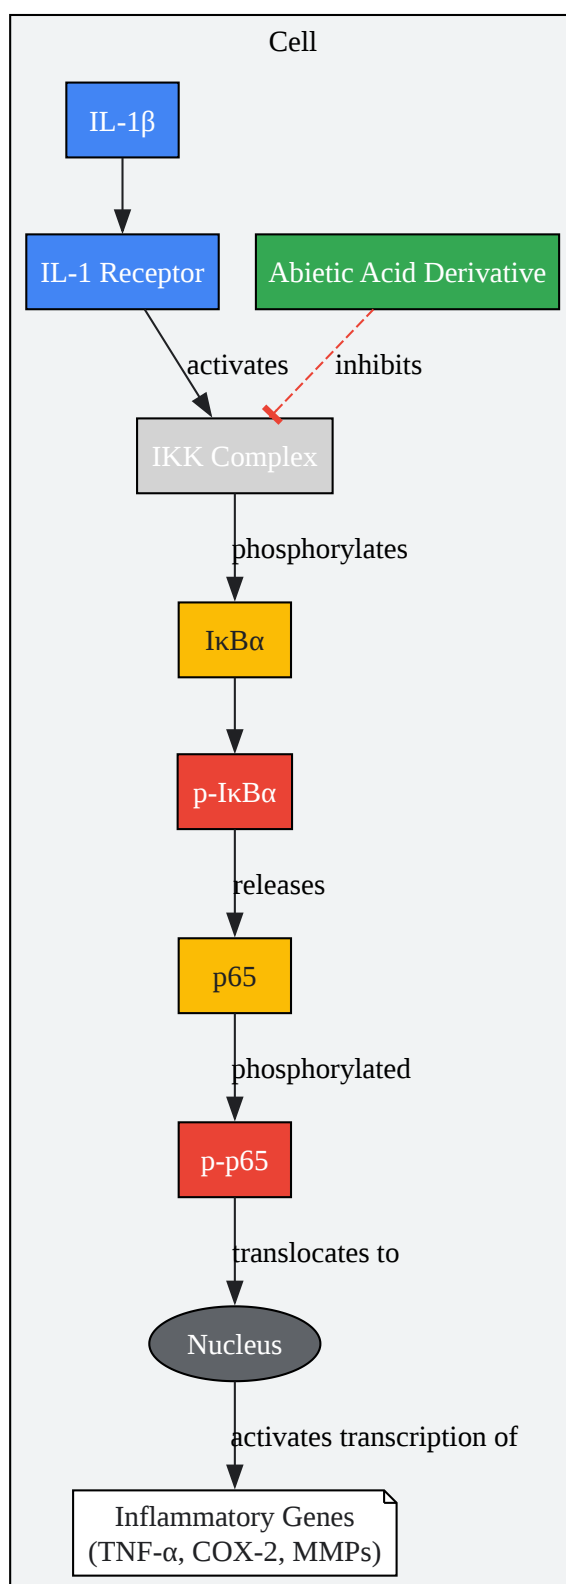 Cell
IL-1β
IL-1 Receptor
Abietic Acid Derivative
activates
inhibits
IKK Complex
phosphorylates
IκBα
p-IκBα
releases
p65
phosphorylated
p-p65
translocates to
Nucleus
activates transcription of
Inflammatory Genes
(TNF-α, COX-2, MMPs)